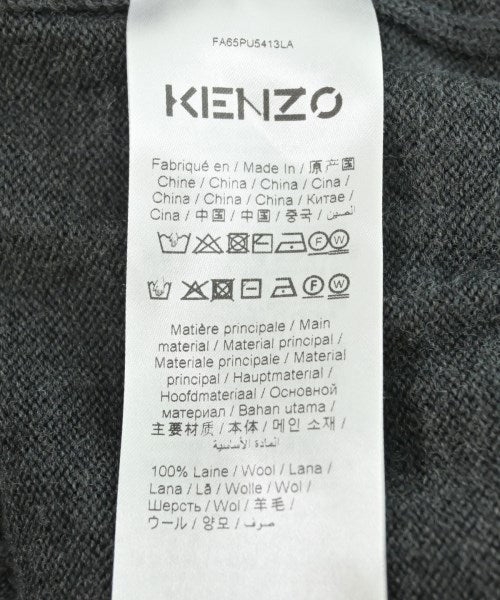 FA65PU5413LA
KENZO
Fabriqué en / Made In / 原产国
Chine / China / China / Cina /
China / China / China / Китае /
Cina / 中国 / 中国 / 중국 / الصين
F W
F W
Matière principale / Main
material / Material principal /
Materiale principale / Material
principal / Hauptmaterial /
Hoofdmateriaal / Основной
материал / Bahan utama /
主要材质 / 本体 / 메인 소재 /
المادة الأساسية
100% Laine / Wool / Lana /
Lana / Lã / Wolle / Wol /
Шерсть / Wol / 羊毛 /
ウール / 양모 / صرف